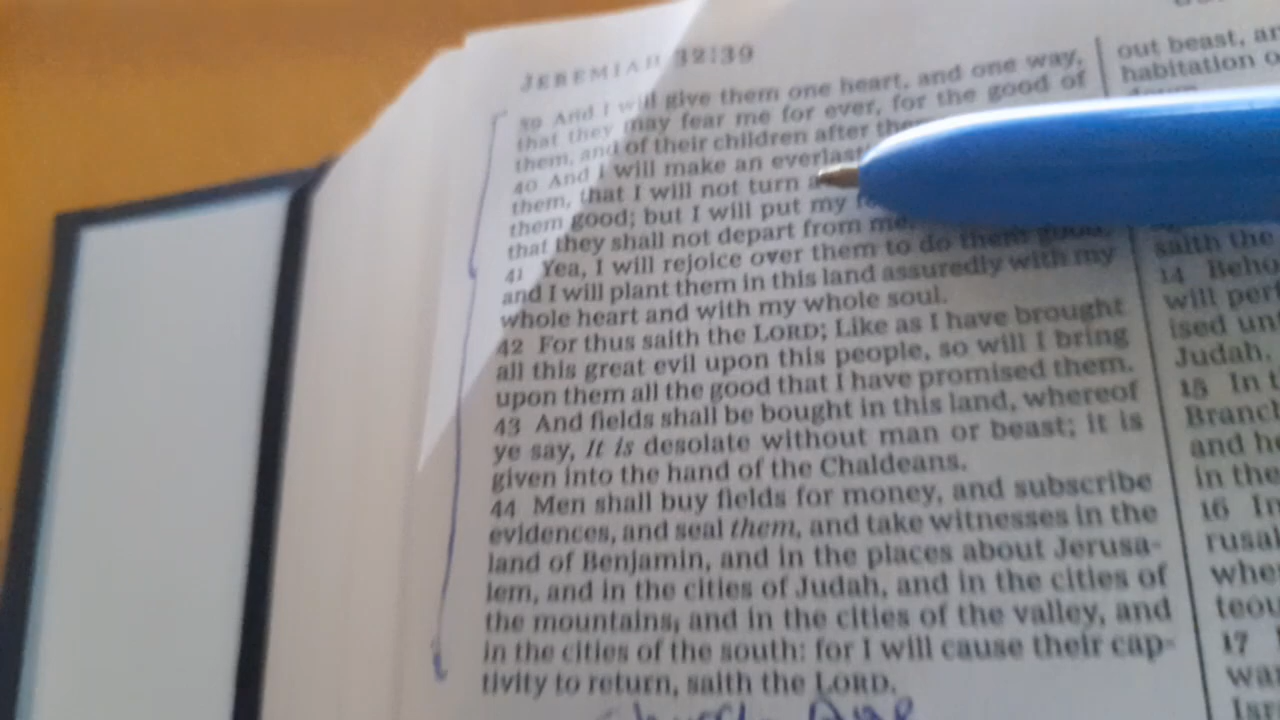 JEREMIAH 32:39
39 And I will give them one heart, and one way,
that they may fear me for ever, for the good of
them, and of their children after
40 And I will make an
them, that I will not turn
them good; but I will put my
that they shall not depart from me.
41 Yea, I will rejoice over them to do them good,
and I will plant them in this land assuredly with my
whole heart and with my whole soul.
42 For thus saith the LORD; Like as I have brought
all this great evil upon this people, so will I bring
upon them all the good that I have promised them.
43 And fields shall be bought in this land, whereof
ye say, It is desolate without man or beast; it is
given into the hand of the Chaldeans.
44 Men shall buy fields for money, and subscribe
evidences, and seal them, and take witnesses in the
land of Benjamin, and in the places about Jerusa-
lem, and in the cities of Judah, and in the cities of
the mountains, and in the cities of the valley, and
in the cities of the south: for I will cause their cap-
tivity to return, saith the LORD.
Church Age
out beast,
habitation
saith the
14
will
ised
Judah.
15 In
Branch
and
in the
16 In
17